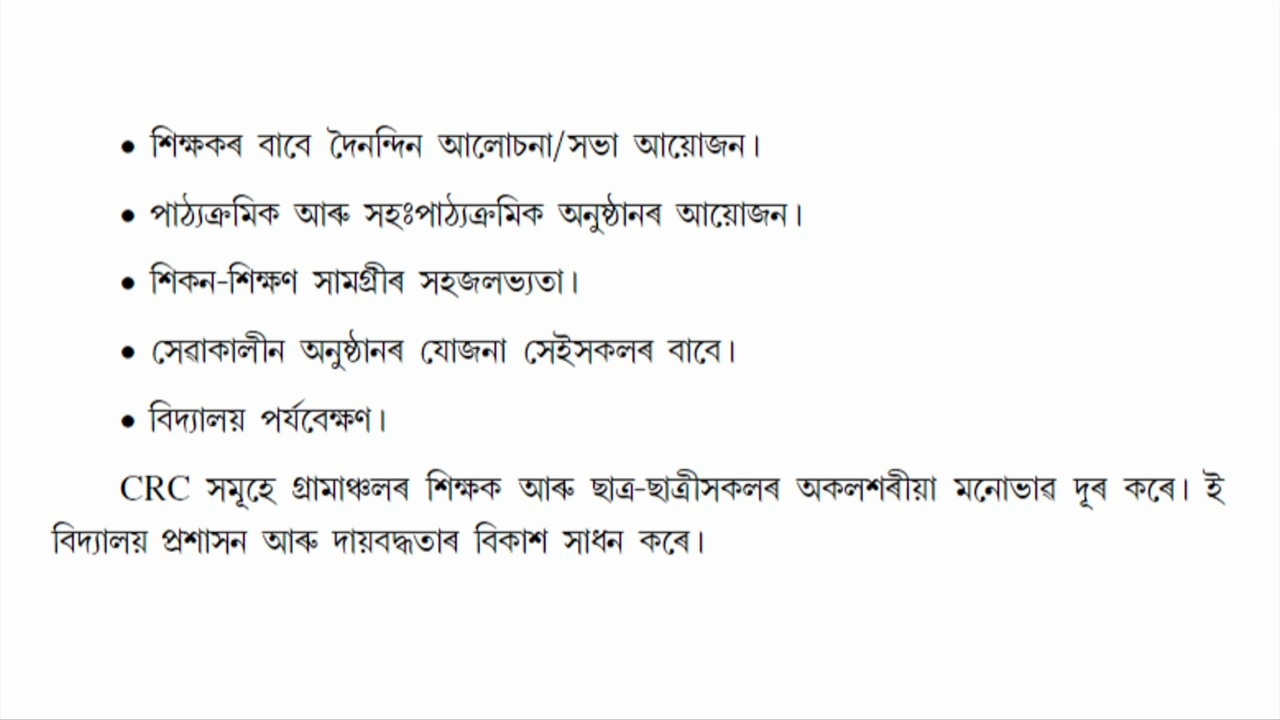 • শিক্ষকৰ বাবে দৈনন্দিন আলোচনা/সভা আয়োজন।
• পাঠ্যক্ৰমিক আৰু সহঃপাঠ্যক্ৰমিক অনুষ্ঠানৰ আয়োজন।
• শিকন-শিক্ষণ সামগ্ৰীৰ সহজলভ্যতা।
• সেৱাকালীন অনুষ্ঠানৰ যোজনা সেইসকলৰ বাবে।
• বিদ্যালয় পৰ্যবেক্ষণ।
CRC সমূহে গ্ৰামাঞ্চলৰ শিক্ষক আৰু ছাত্ৰ-ছাত্ৰীসকলৰ অকলশৰীয়া মনোভাৱ দূৰ কৰে। ই
বিদ্যালয় প্ৰশাসন আৰু দায়বদ্ধতাৰ বিকাশ সাধন কৰে।